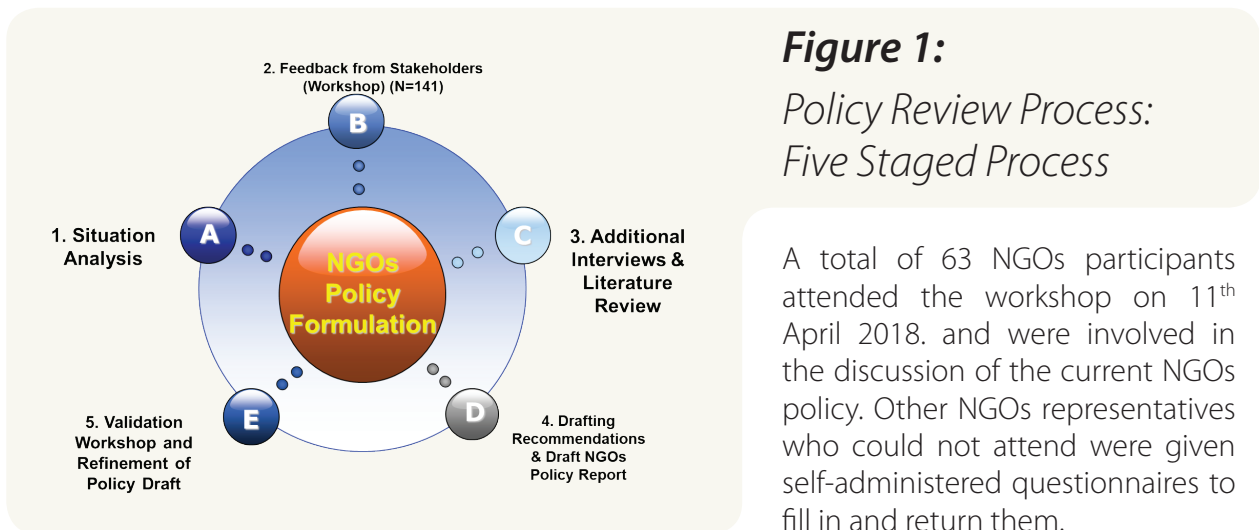 2. Feedback from Stakeholders
(Workshop) (N=141)
B
A
1. Situation
Analysis
C
3. Additional
Interviews &
Literature
Review
NGOs
Policy
Formulation
E
5. Validation
Workshop and
Refinement of
Policy Draft
D
4. Drafting
Recommendations
& Draft NGOs
Policy Report
Figure 1:
Policy Review Process:
Five Staged Process
A total of 63 NGOs participants
attended the workshop on 11th
April 2018. and were involved in
the discussion of the current NGOs
policy. Other NGOs representatives
who could not attend were given
self-administered questionnaires to
fill in and return them.